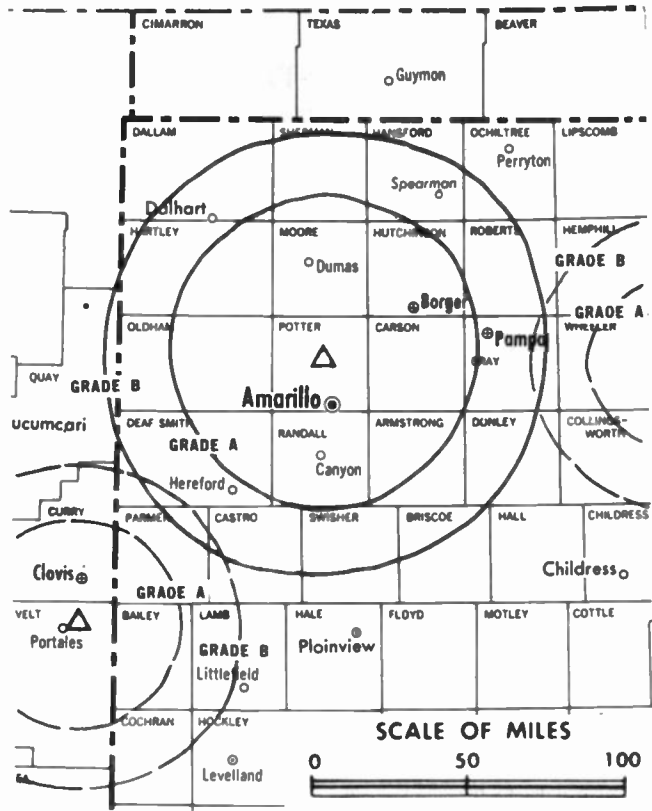 CIMARRON
TEXAS
BEAVER
Guymon
DALLAM
SHERMAN
HANSFORD
OCHILTREE
LIPSCOMB
Perryton
Spearman
Dalhart
HARTLEY
MOORE
HUTCHINSON
ROBERTS
HEMPHILL
Dumas
GRADE B
Borger
GRADE A
OLDHAM
POTTER
CARSON
WHEELER
Pampa
GRAY
QUAY
GRADE B
Amarillo
ucumcari
DEAF SMITH
RANDALL
ARMSTRONG
DONLEY
COLLINGS-
WORTH
GRADE A
Canyon
Hereford
CURRY
PARMER
CASTRO
SWISHER
BRISCOE
HALL
CHILDRESS
Clovis
Childress
GRADE A
VELT
BAILEY
LAMB
HALE
FLOYD
MOTLEY
COTTLE
Portales
Plainview
GRADE B
Littlefield
COCHRAN
HOCKLEY
SCALE OF MILES
Levelland
0 50 100